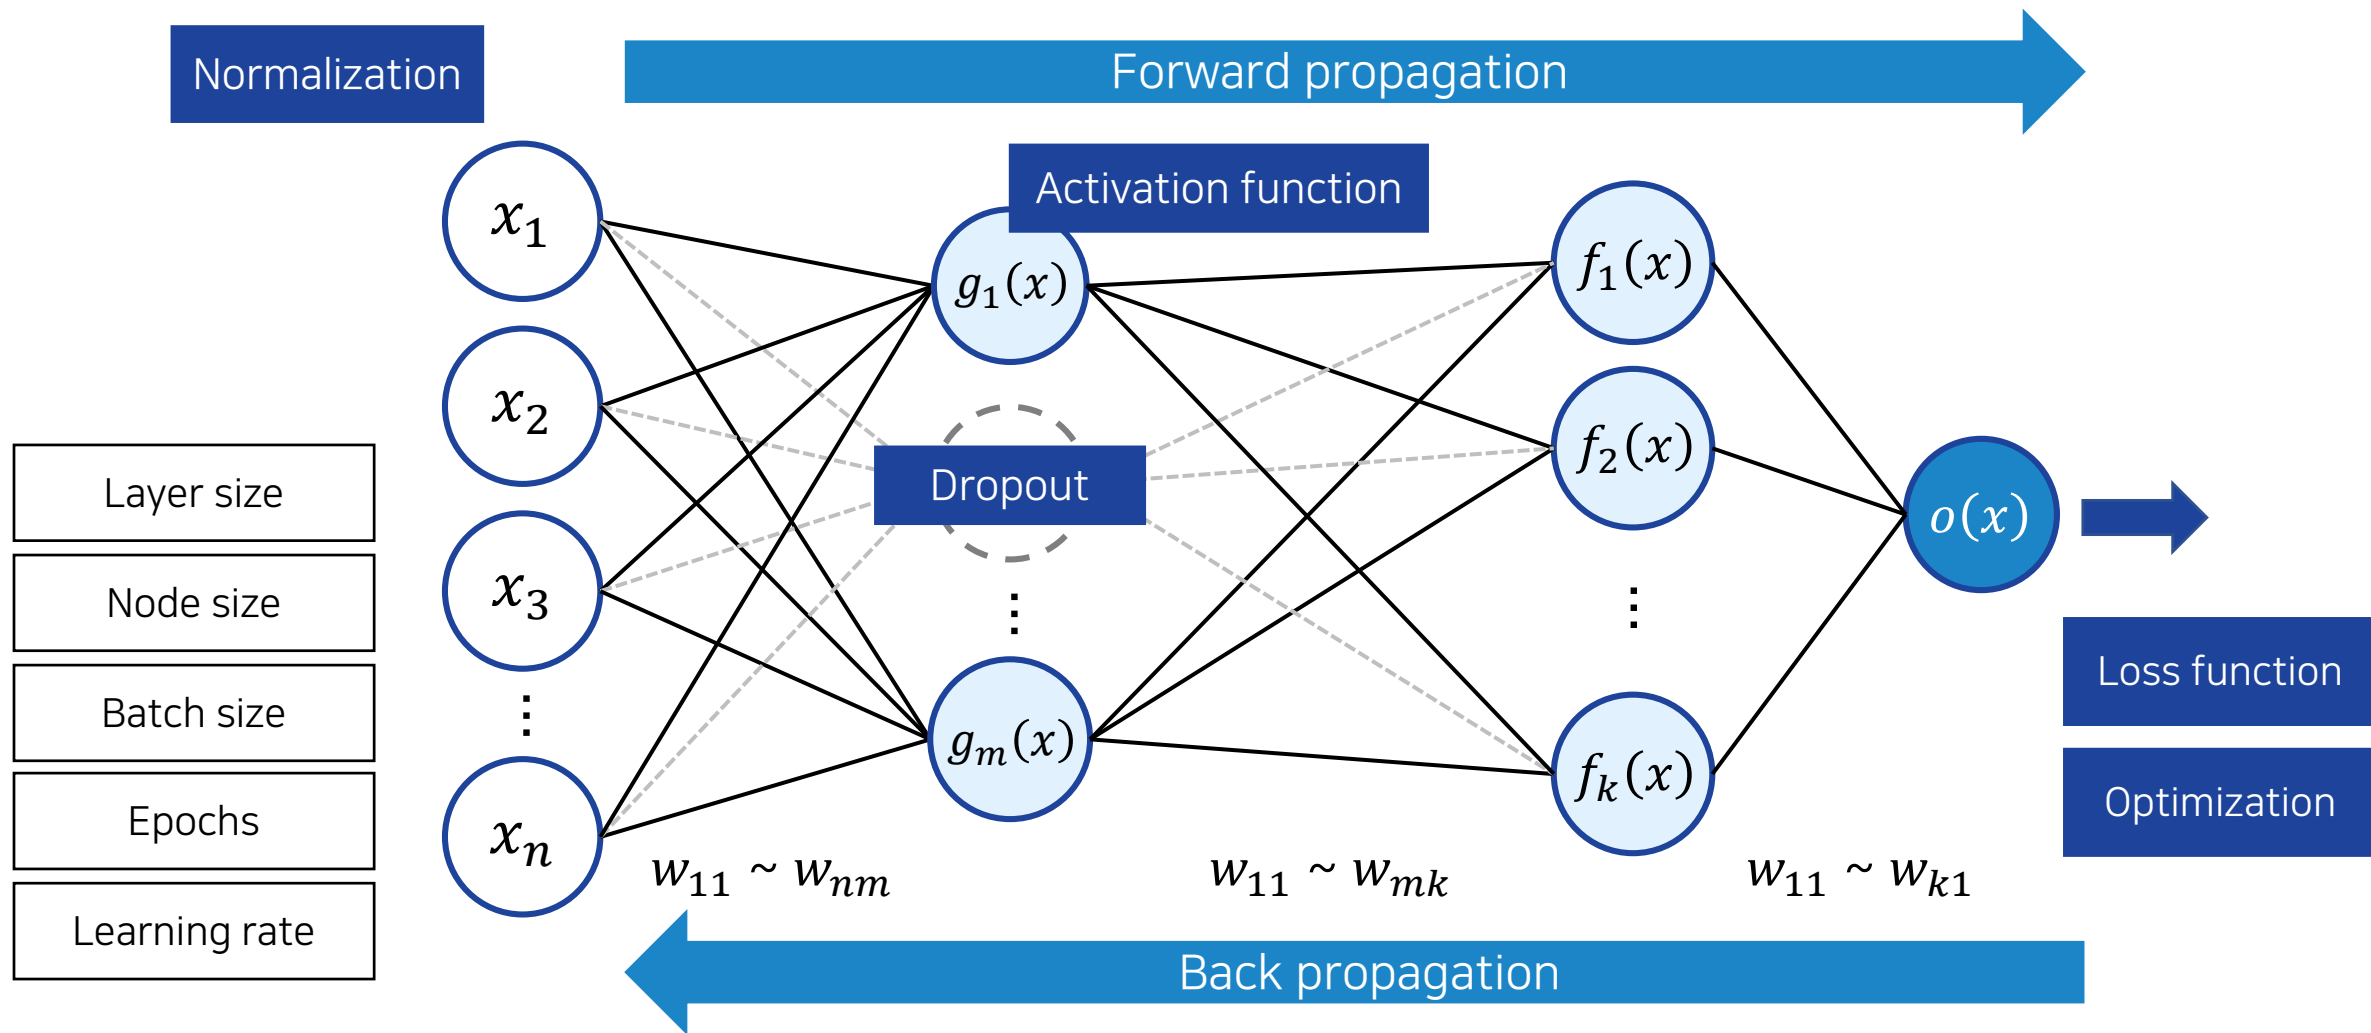 Normalization
Forward propagation
Activation function
x₁
x₂
x₃
⋮
xₙ
g₁(x)
Dropout
⋮
gₘ(x)
f₁(x)
f₂(x)
⋮
fₖ(x)
o(x)
Layer size
Node size
Batch size
Epochs
Learning rate
Loss function
Optimization
w₁₁ ~ wₙₘ
w₁₁ ~ wₘₖ
w₁₁ ~ wₖ₁
Back propagation